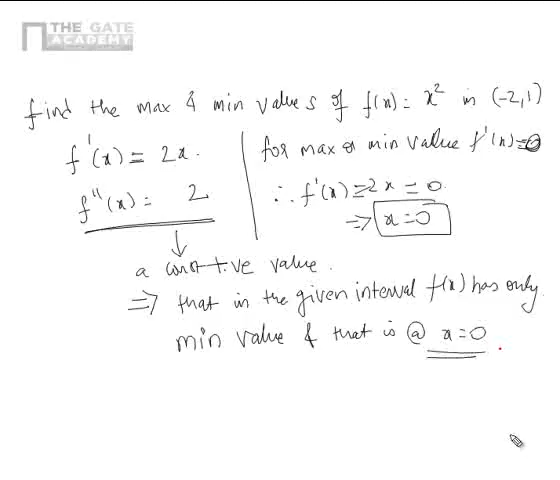 THE GATE
ACADEMY
find the max & min values of f(x) = x² in (-2,1)
f'(x) = 2x.
f''(x) = 2
for max or min value f'(x)=0
∴ f'(x) = 2x = 0.
⇒ x=0
a const +ve value.
⇒ that in the given interval f(x) has only
min value & that is @ x=0.